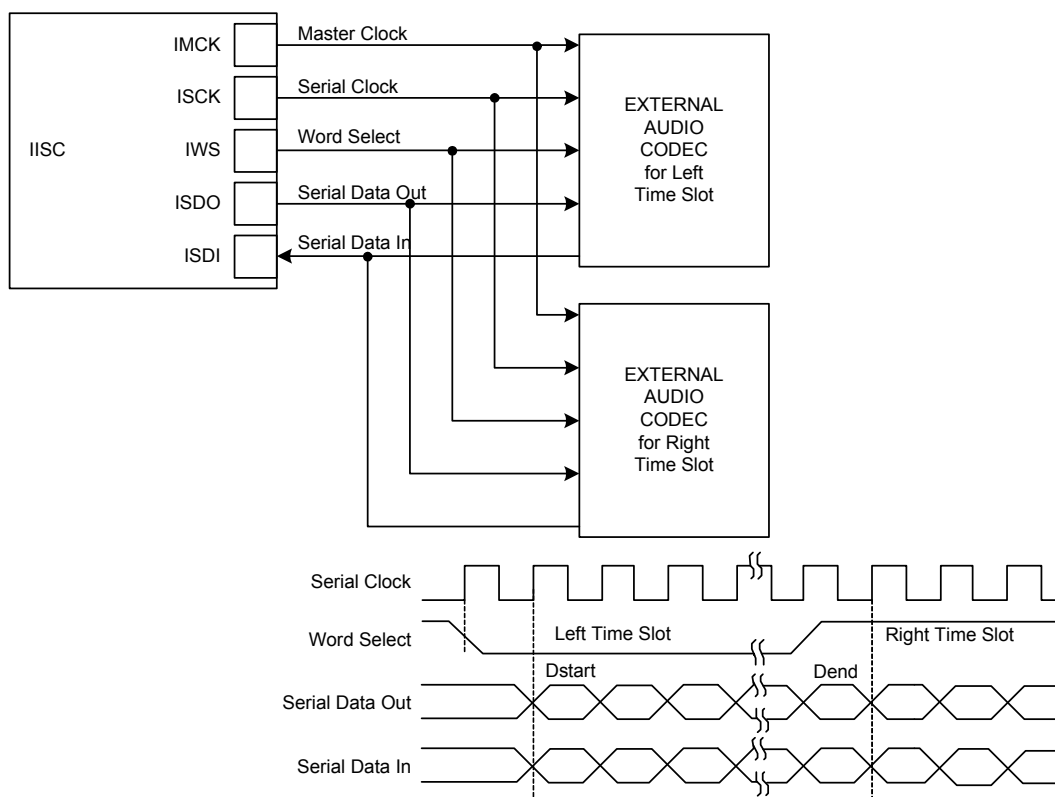 IMCK
Master Clock
ISCK
Serial Clock
IISC
IWS
Word Select
ISDO
Serial Data Out
ISDI
Serial Data In
EXTERNAL
AUDIO
CODEC
for Left
Time Slot
EXTERNAL
AUDIO
CODEC
for Right
Time Slot
Serial Clock
Word Select
Left Time Slot
Right Time Slot
Dstart
Dend
Serial Data Out
Serial Data In